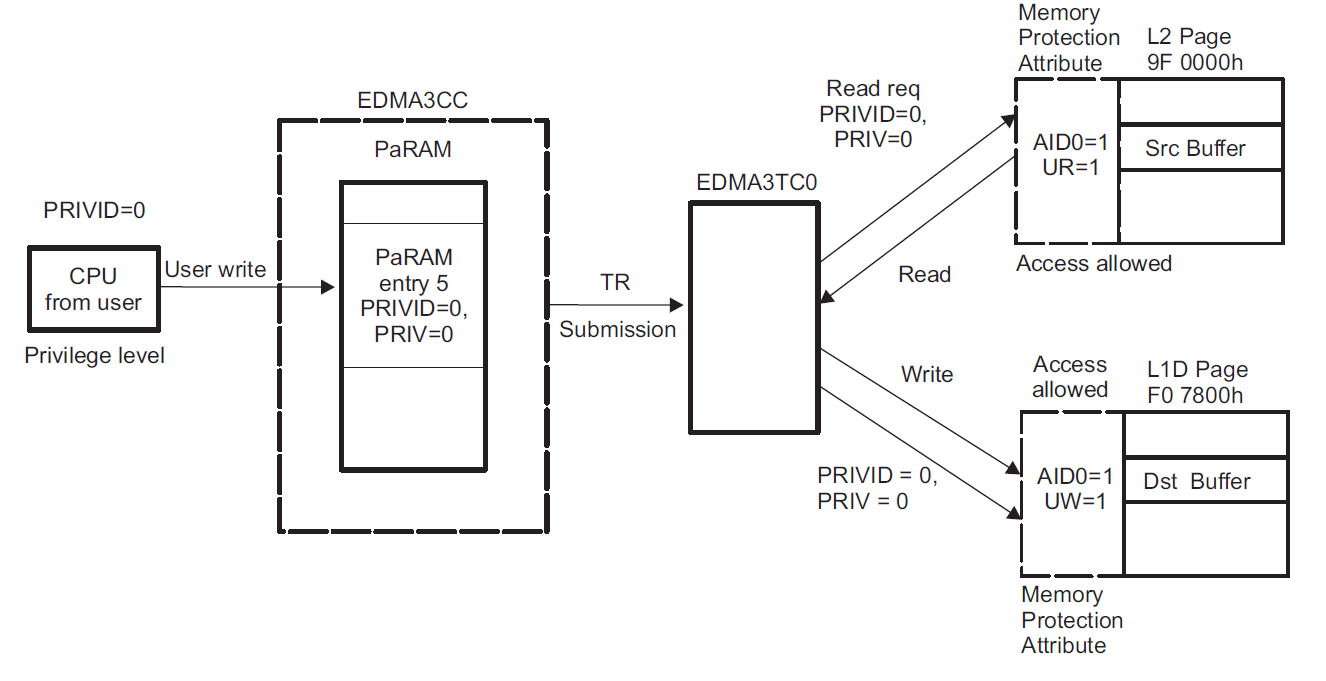 PRIVID=0
CPU
from user
Privilege level
User write
EDMA3CC
PaRAM
PaRAM
entry 5
PRIVID=0,
PRIV=0
TR
Submission
EDMA3TC0
Read req
PRIVID=0,
PRIV=0
Read
Memory
Protection
Attribute
L2 Page
9F 0000h
AID0=1
UR=1
Src Buffer
Access allowed
Write
PRIVID = 0,
PRIV = 0
Access
allowed
L1D Page
F0 7800h
AID0=1
UW=1
Dst Buffer
Memory
Protection
Attribute